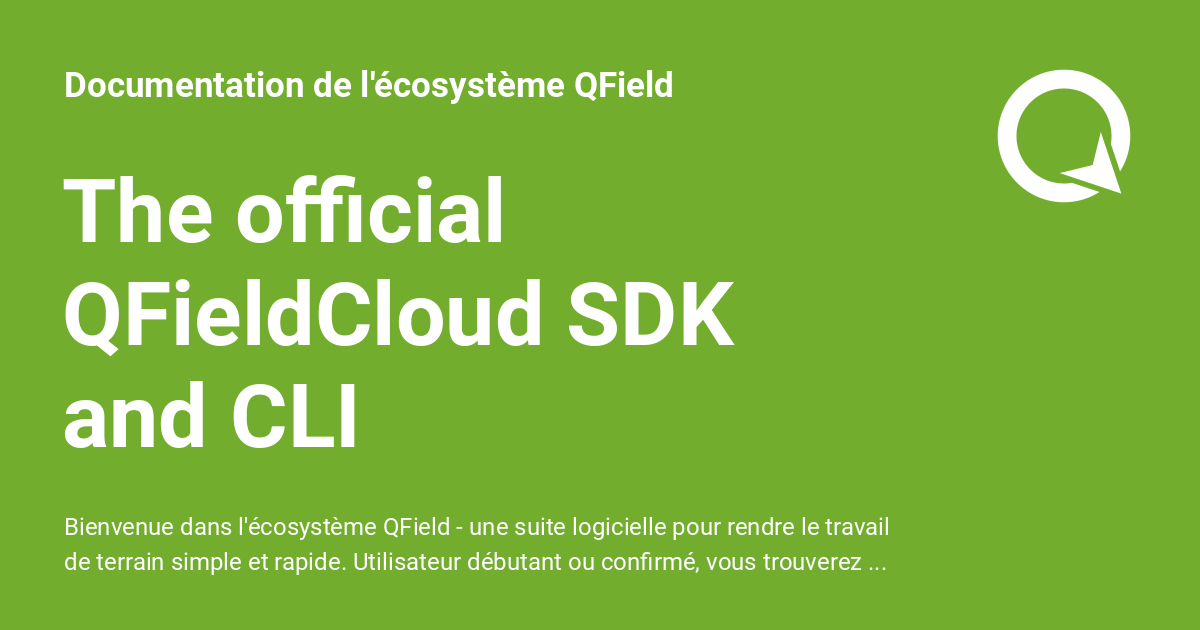 Documentation de l'écosystème QField
The official
QFieldCloud SDK
and CLI
Bienvenue dans l'écosystème QField - une suite logicielle pour rendre le travail
de terrain simple et rapide. Utilisateur débutant ou confirmé, vous trouverez ...